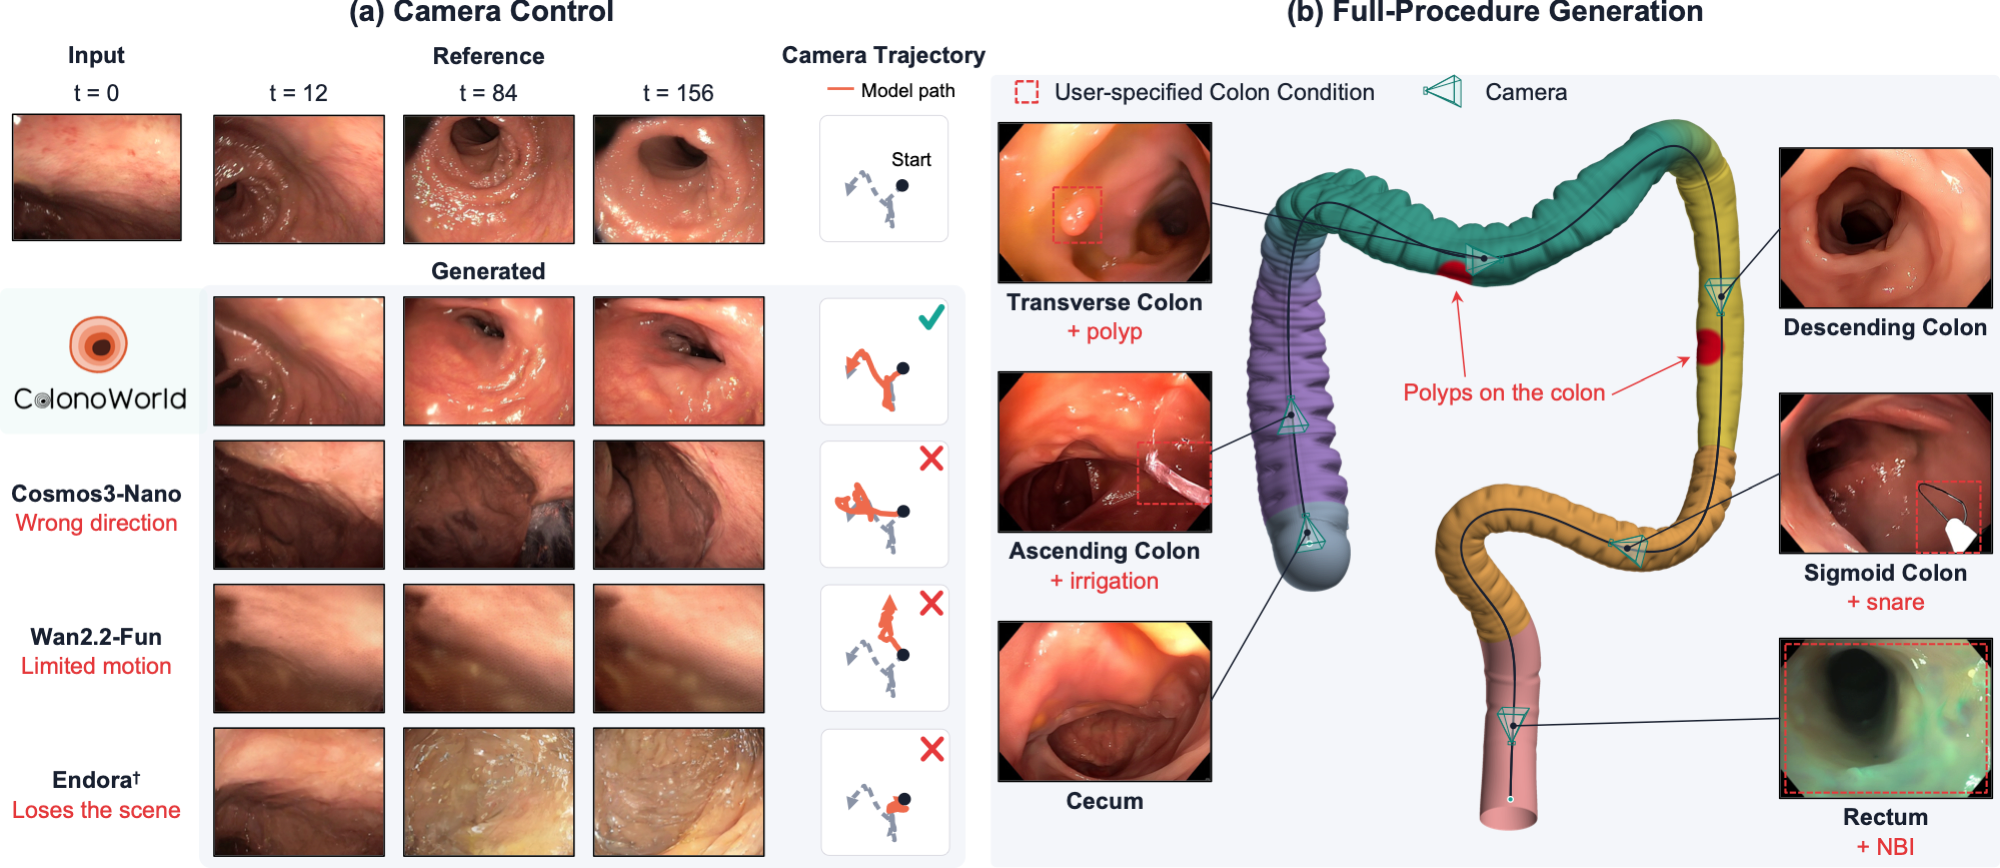 (a) Camera Control
Input
Reference
Camera Trajectory
t = 0
t = 12
t = 84
t = 156
Model path
Start
Generated
ColonoWorld
Cosmos3-Nano
Wrong direction
Wan2.2-Fun
Limited motion
Endora†
Loses the scene
(b) Full-Procedure Generation
User-specified Colon Condition
Camera
Transverse Colon
+ polyp
Descending Colon
Polyps on the colon
Ascending Colon
+ irrigation
Sigmoid Colon
+ snare
Cecum
Rectum
+ NBI